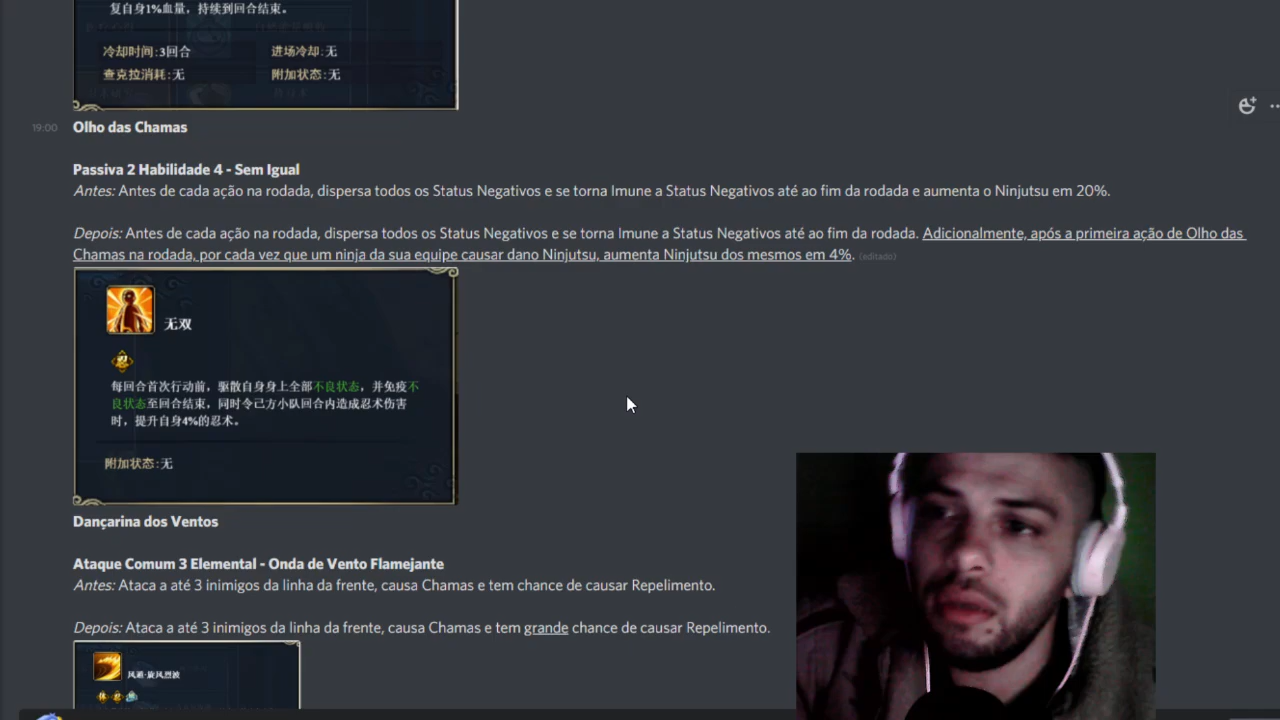 复自身1%血量，持续到回合结束。
冷却时间:3回合 进场冷却:无
查克拉消耗:无 附加状态:无
19:00 Olho das Chamas
Passiva 2 Habilidade 4 - Sem Igual
Antes: Antes de cada ação na rodada, dispersa todos os Status Negativos e se torna Imune a Status Negativos até ao fim da rodada e aumenta o Ninjutsu em 20%.
Depois: Antes de cada ação na rodada, dispersa todos os Status Negativos e se torna Imune a Status Negativos até ao fim da rodada. Adicionalmente, após a primeira ação de Olho das
Chamas na rodada, por cada vez que um ninja da sua equipe causar dano Ninjutsu, aumenta Ninjutsu dos mesmos em 4%. (editado)
无双
忍
每回合首次行动前，驱散自身身上全部不良状态，并免疫不
良状态至回合结束，同时令己方小队回合内造成忍术伤害
时，提升自身4%的忍术。
附加状态:无
Dançarina dos Ventos
Ataque Comum 3 Elemental - Onda de Vento Flamejante
Antes: Ataca a até 3 inimigos da linha da frente, causa Chamas e tem chance de causar Repelimento.
Depois: Ataca a até 3 inimigos da linha da frente, causa Chamas e tem grande chance de causar Repelimento.